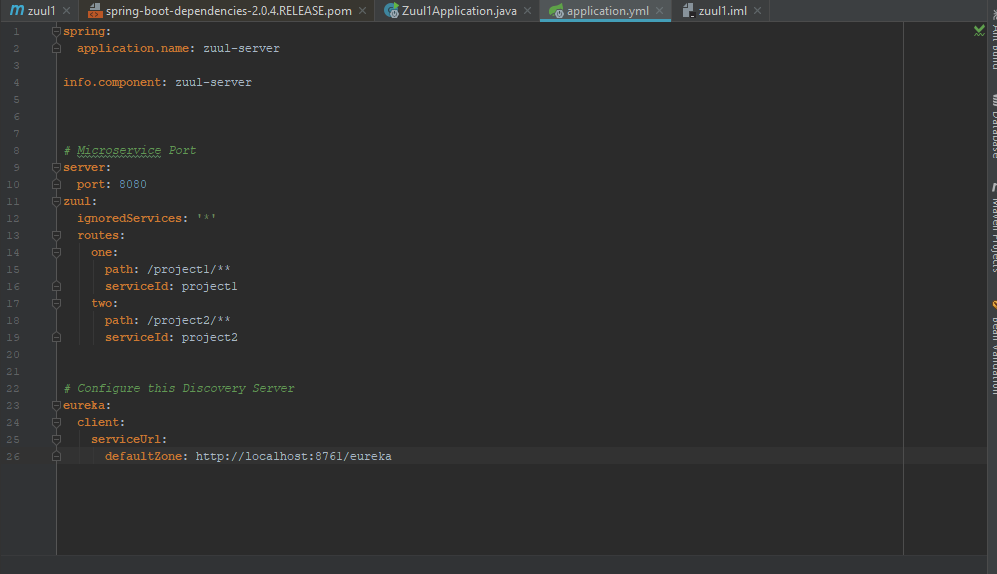 m zuul1 × spring-boot-dependencies-2.0.4.RELEASE.pom × Zuul1Application.java × application.yml × zuul1.iml ×
1 spring:
2 application.name: zuul-server
3
4 info.component: zuul-server
5
6
7
8 # Microservice Port
9 server:
10 port: 8080
11 zuul:
12 ignoredServices: '*'
13 routes:
14 one:
15 path: /project1/**
16 serviceId: project1
17 two:
18 path: /project2/**
19 serviceId: project2
20
21
22 # Configure this Discovery Server
23 eureka:
24 client:
25 serviceUrl:
26 defaultZone: http://localhost:8761/eureka
Ant Build
Database
Maven Projects
Bean Validation